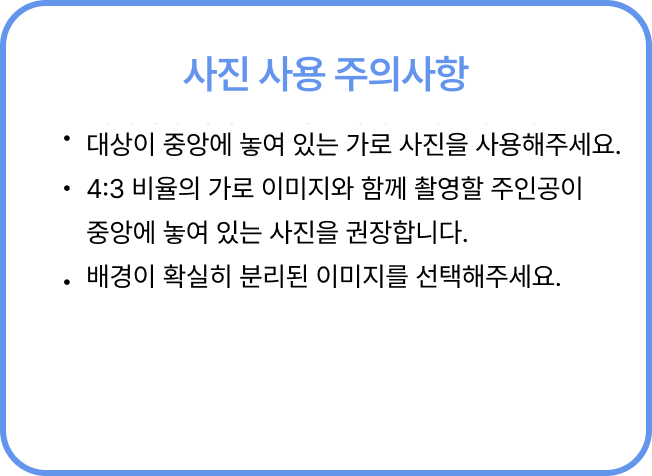 사진 사용 주의사항
• 대상이 중앙에 놓여 있는 가로 사진을 사용해주세요.
• 4:3 비율의 가로 이미지와 함께 촬영할 주인공이
중앙에 놓여 있는 사진을 권장합니다.
• 배경이 확실히 분리된 이미지를 선택해주세요.